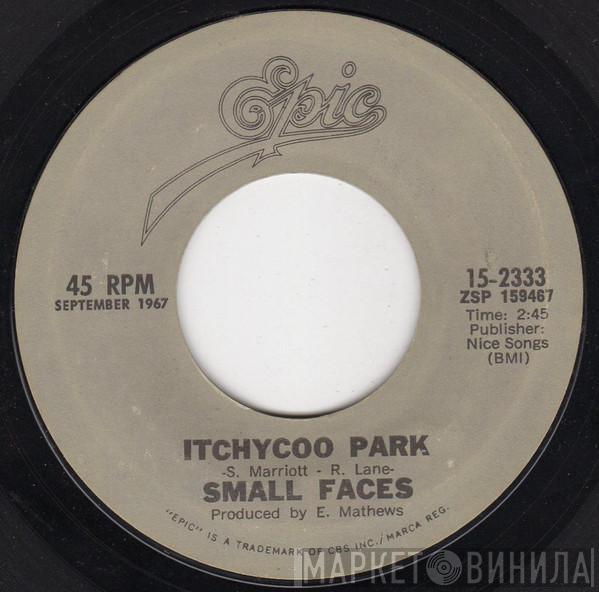 Epic
45 RPM
SEPTEMBER 1967
15-2333
ZSP 159467
Time: 2:45
Publisher:
Nice Songs
(BMI)
ITCHYCOO PARK
-S. Marriott - R. Lane-
SMALL FACES
Produced by E. Mathews
"EPIC" IS A TRADEMARK OF CBS INC./MARCA REG.
МАРКЕТ ВИНИЛА